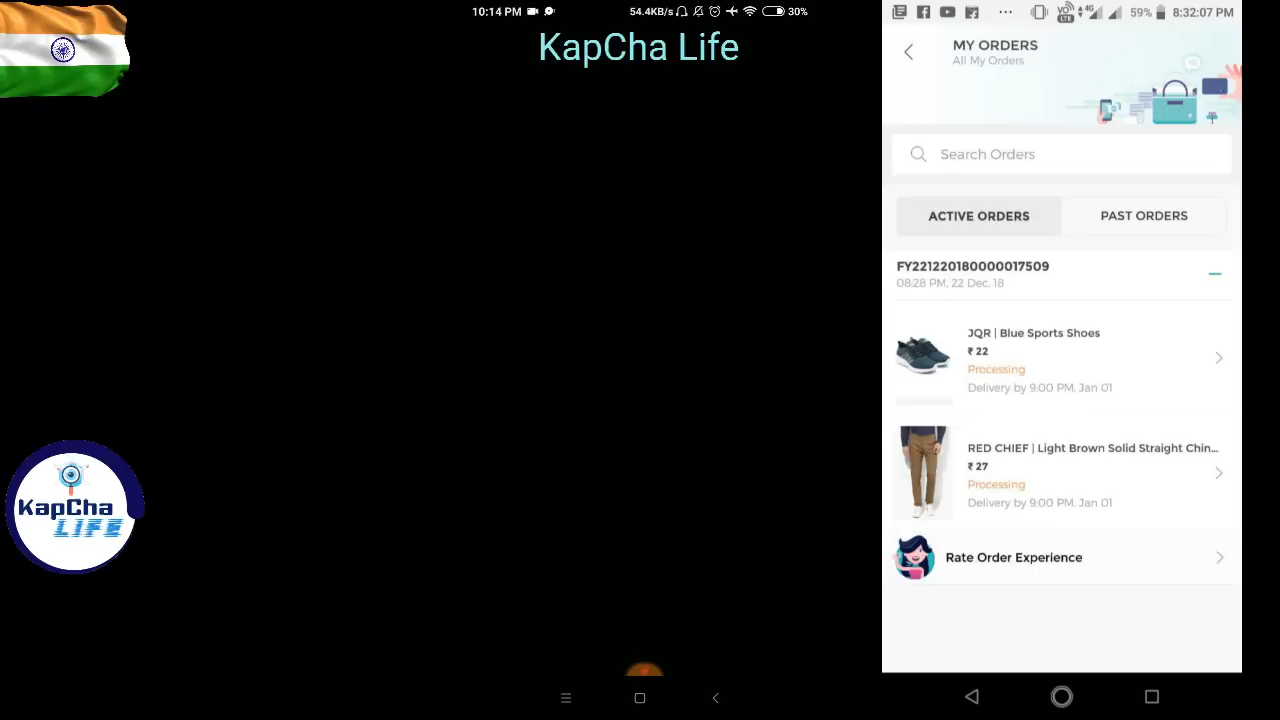 10:14 PM
54.4KB/s
30%
KapCha Life
KapCha
LIFE
VO LTE 4G 59% 8:32:07 PM
MY ORDERS
All My Orders
Search Orders
ACTIVE ORDERS
PAST ORDERS
FY221220180000017509
08:28 PM, 22 Dec, 18
JQR | Blue Sports Shoes
₹ 22
Processing
Delivery by 9:00 PM, Jan 01
RED CHIEF | Light Brown Solid Straight Chin...
₹ 27
Processing
Delivery by 9:00 PM, Jan 01
Rate Order Experience